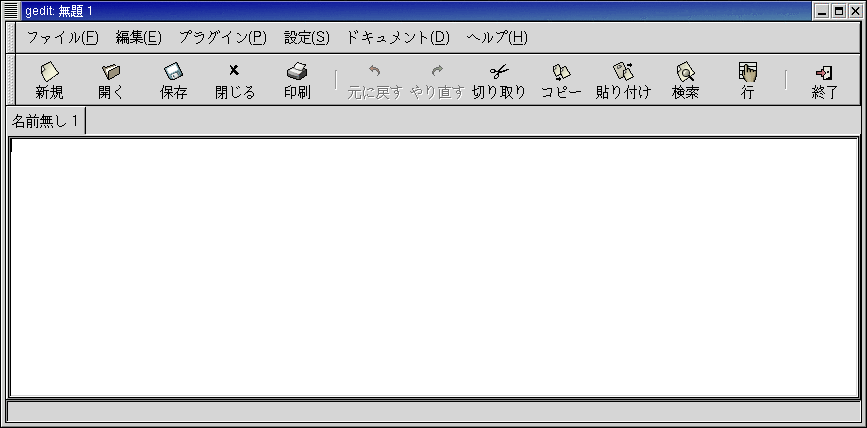 gedit: 無題 1
ファイル(F) 編集(E) プラグイン(P) 設定(S) ドキュメント(D) ヘルプ(H)
新規 開く 保存 閉じる 印刷 元に戻す やり直す 切り取り コピー 貼り付け 検索 行 終了
名前無し 1